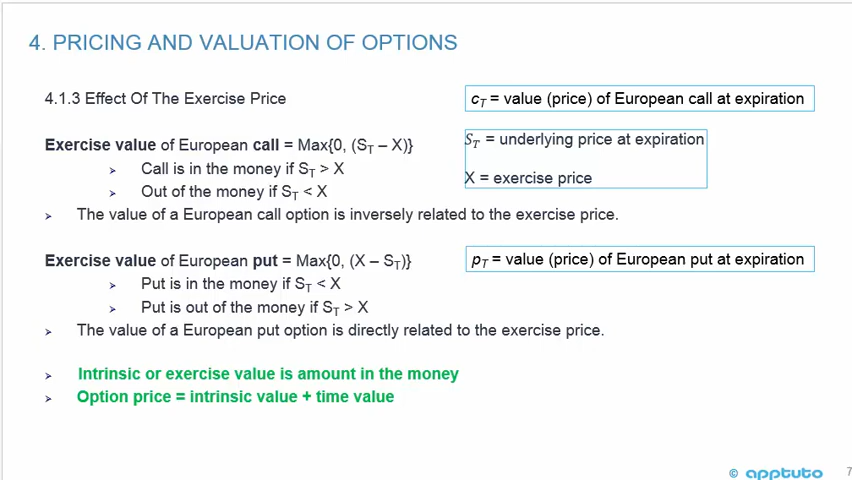 4. PRICING AND VALUATION OF OPTIONS
4.1.3 Effect Of The Exercise Price
c_T = value (price) of European call at expiration
Exercise value of European call = Max{0, (S_T – X)}
S_T = underlying price at expiration
➢ Call is in the money if S_T > X
X = exercise price
➢ Out of the money if S_T < X
➢ The value of a European call option is inversely related to the exercise price.
Exercise value of European put = Max{0, (X – S_T)}
p_T = value (price) of European put at expiration
➢ Put is in the money if S_T < X
➢ Put is out of the money if S_T > X
➢ The value of a European put option is directly related to the exercise price.
➢ Intrinsic or exercise value is amount in the money
➢ Option price = intrinsic value + time value
© apptuto
7